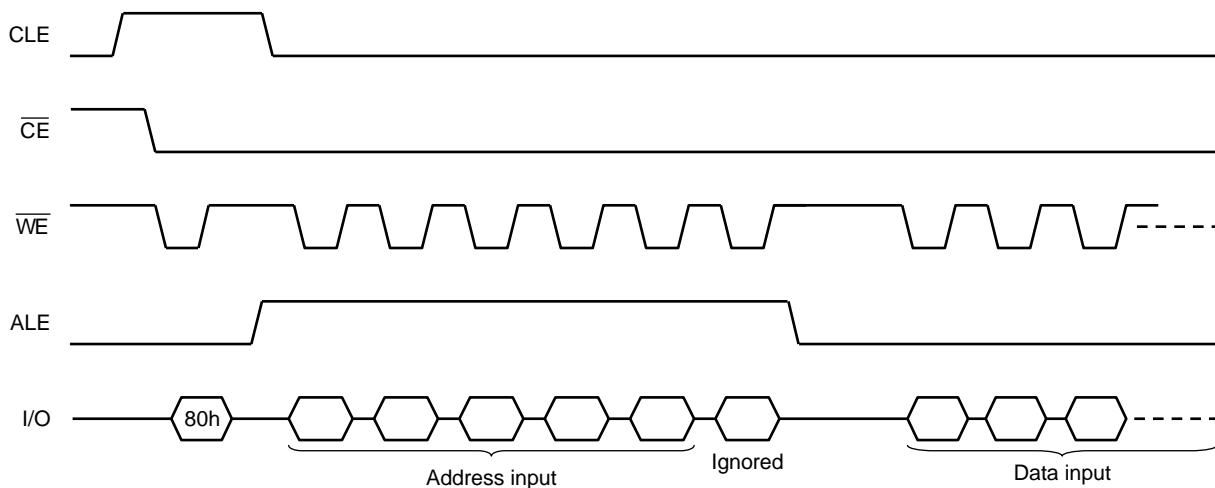 CLE
CE
WE
ALE
I/O
80h
Address input
Ignored
Data input